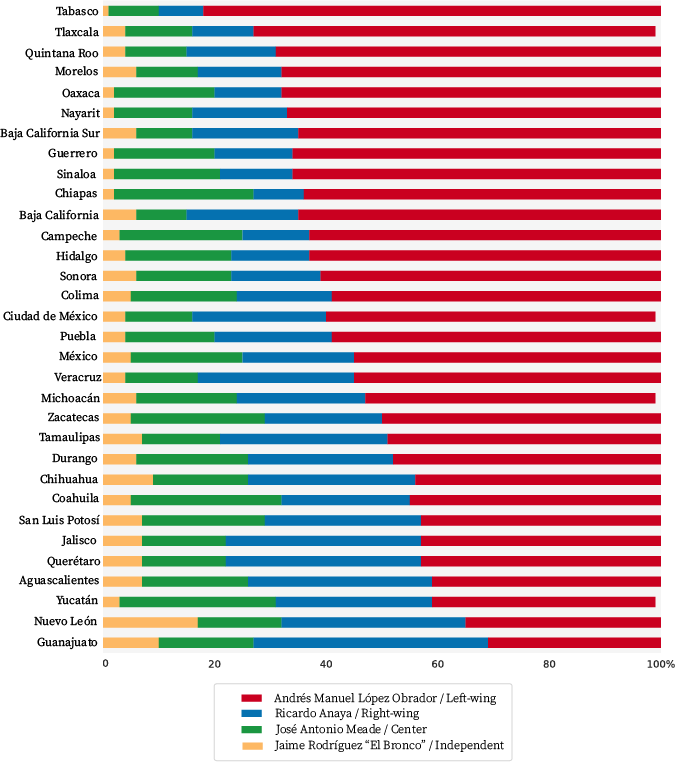 Tabasco
Tlaxcala
Quintana Roo
Morelos
Oaxaca
Nayarit
Baja California Sur
Guerrero
Sinaloa
Chiapas
Baja California
Campeche
Hidalgo
Sonora
Colima
Ciudad de México
Puebla
México
Veracruz
Michoacán
Zacatecas
Tamaulipas
Durango
Chihuahua
Coahuila
San Luis Potosí
Jalisco
Querétaro
Aguascalientes
Yucatán
Nuevo León
Guanajuato
0 20 40 60 80 100%
Andrés Manuel López Obrador / Left-wing
Ricardo Anaya / Right-wing
José Antonio Meade / Center
Jaime Rodríguez “El Bronco” / Independent